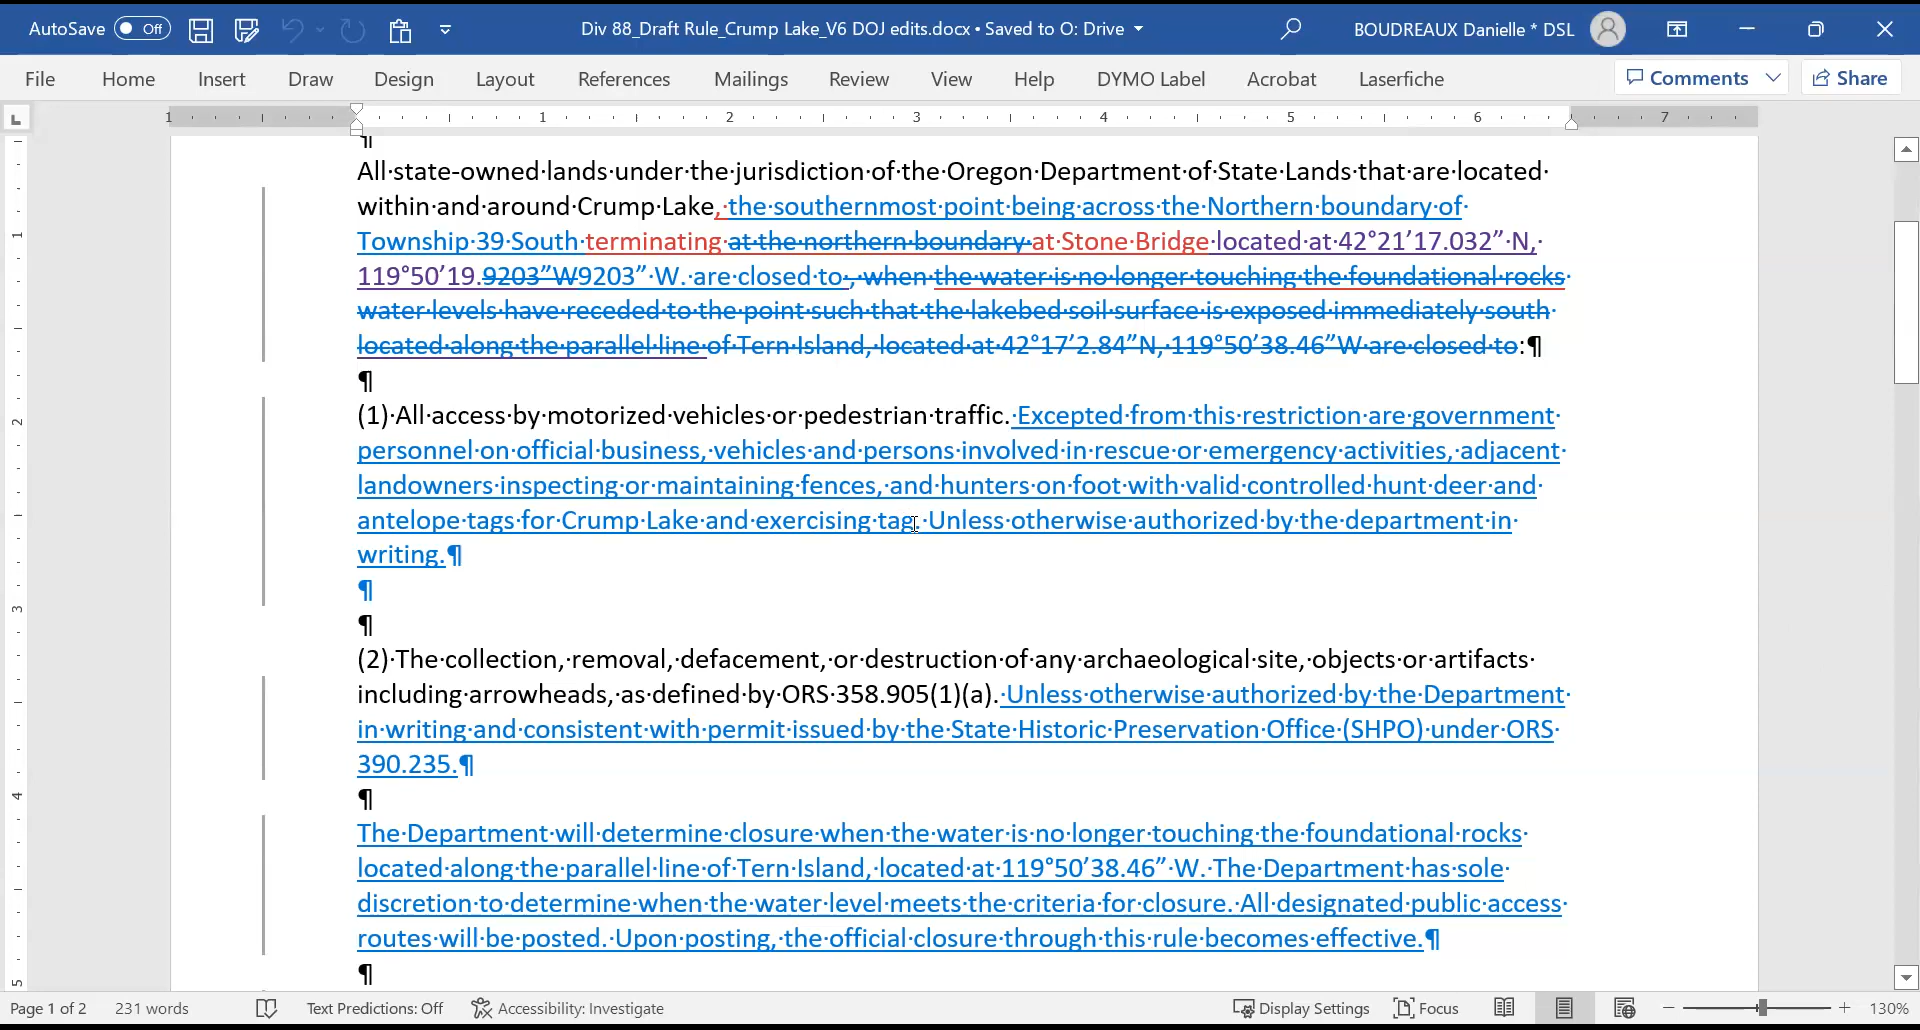 AutoSave Off Div 88_Draft Rule_Crump Lake_V6 DOJ edits.docx • Saved to O: Drive BOUDREAUX Danielle * DSL
File Home Insert Draw Design Layout References Mailings Review View Help DYMO Label Acrobat Laserfiche Comments Share
1 1 2 3 4 5 6 7
¶
All·state-owned·lands·under·the·jurisdiction·of·the·Oregon·Department·of·State·Lands·that·are·located·
within·and·around·Crump·Lake,·the·southernmost·point·being·across·the·Northern·boundary·of·
Township·39·South·terminating·at·the·northern·boundary·at·Stone·Bridge·located·at·42°21’17.032”·N,·
119°50’19.9203”W9203”·W.·are·closed·to·,·when·the·water·is·no·longer·touching·the·foundational·rocks·
water·levels·have·receded·to·the·point·such·that·the·lakebed·soil·surface·is·exposed·immediately·south·
located·along·the·parallel·line·of·Tern·Island,·located·at·42°17’2.84”N,·119°50’38.46”W·are·closed·to:¶
¶
(1)·All·access·by·motorized·vehicles·or·pedestrian·traffic.·Excepted·from·this·restriction·are·government·
personnel·on·official·business,·vehicles·and·persons·involved·in·rescue·or·emergency·activities,·adjacent·
landowners·inspecting·or·maintaining·fences,·and·hunters·on·foot·with·valid·controlled·hunt·deer·and·
antelope·tags·for·Crump·Lake·and·exercising·tag.·Unless·otherwise·authorized·by·the·department·in·
writing.¶
¶
¶
(2)·The·collection,·removal,·defacement,·or·destruction·of·any·archaeological·site,·objects·or·artifacts·
including·arrowheads,·as·defined·by·ORS·358.905(1)(a).·Unless·otherwise·authorized·by·the·Department·
in·writing·and·consistent·with·permit·issued·by·the·State·Historic·Preservation·Office·(SHPO)·under·ORS·
390.235.¶
¶
The·Department·will·determine·closure·when·the·water·is·no·longer·touching·the·foundational·rocks·
located·along·the·parallel·line·of·Tern·Island,·located·at·119°50’38.46”·W.·The·Department·has·sole·
discretion·to·determine·when·the·water·level·meets·the·criteria·for·closure.·All·designated·public·access·
routes·will·be·posted.·Upon·posting,·the·official·closure·through·this·rule·becomes·effective.¶
¶
1
2
3
4
5
Page 1 of 2 231 words Text Predictions: Off Accessibility: Investigate Display Settings Focus 130%